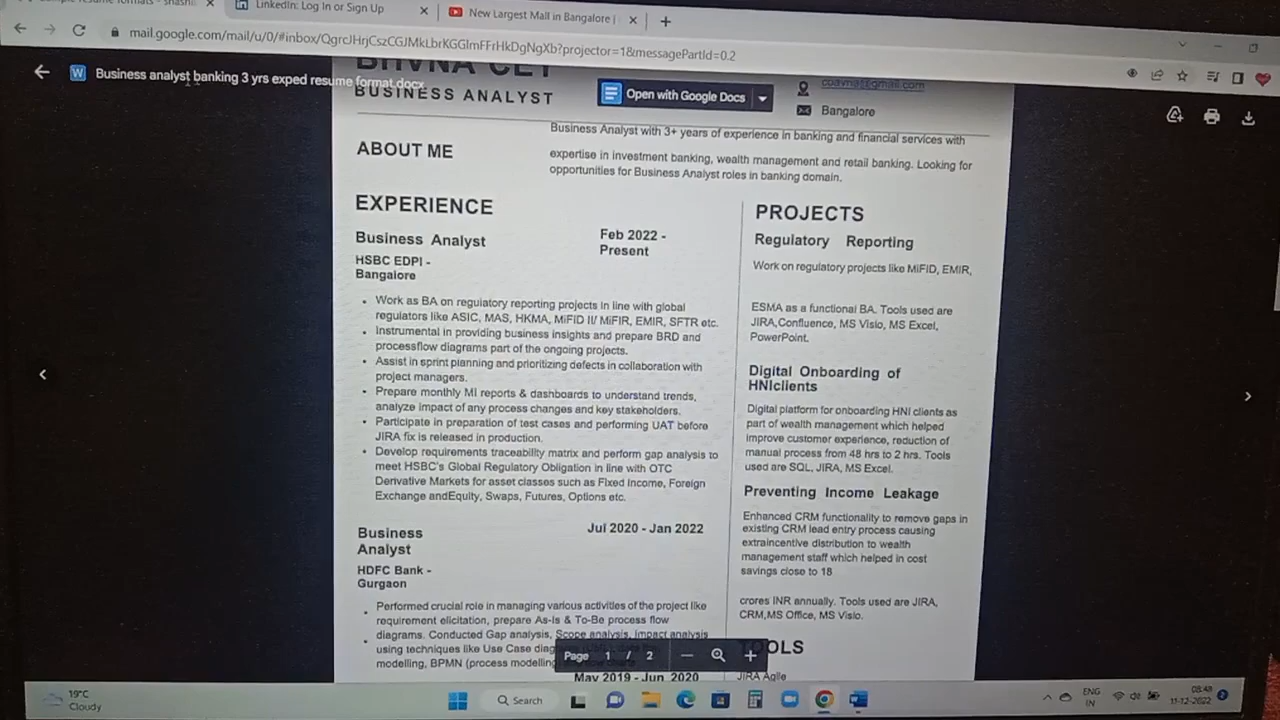 LinkedIn: Log In or Sign Up
New Largest Mall in Bangalore |
mail.google.com/mail/u/0/#inbox/QgrcJHrjCszCGJMkLbrKGGlmFFrHkDgNgXb?projector=1&messagePartId=0.2
Business analyst banking 3 yrs exped resume format.docx
BUSINESS ANALYST
Open with Google Docs
Bangalore
ABOUT ME
Business Analyst with 3+ years of experience in banking and financial services with
expertise in investment banking, wealth management and retail banking. Looking for
opportunities for Business Analyst roles in banking domain.
EXPERIENCE
Business Analyst
Feb 2022 -
Present
HSBC EDPI -
Bangalore
• Work as BA on regulatory reporting projects in line with global
regulators like ASIC, MAS, HKMA, MiFID II/ MiFIR, EMIR, SFTR etc.
• Instrumental in providing business insights and prepare BRD and
processflow diagrams part of the ongoing projects.
• Assist in sprint planning and prioritizing defects in collaboration with
project managers.
• Prepare monthly MI reports & dashboards to understand trends,
analyze impact of any process changes and key stakeholders.
• Participate in preparation of test cases and performing UAT before
JIRA fix is released in production.
• Develop requirements traceability matrix and perform gap analysis to
meet HSBC's Global Regulatory Obligation in line with OTC
Derivative Markets for asset classes such as Fixed Income, Foreign
Exchange andEquity, Swaps, Futures, Options etc.
Business
Analyst
Jul 2020 - Jan 2022
HDFC Bank -
Gurgaon
• Performed crucial role in managing various activities of the project like
requirement elicitation, prepare As-Is & To-Be process flow
• diagrams. Conducted Gap analysis, Scope analysis, Impact analysis
using techniques like Use Case
modelling, BPMN (process modelling
May 2019 - Jun 2020
PROJECTS
Regulatory Reporting
Work on regulatory projects like MiFID, EMIR,
ESMA as a functional BA. Tools used are
JIRA,Confluence, MS Visio, MS Excel,
PowerPoint.
Digital Onboarding of
HNIclients
Digital platform for onboarding HNI clients as
part of wealth management which helped
improve customer experience, reduction of
manual process from 48 hrs to 2 hrs. Tools
used are SQL, JIRA, MS Excel.
Preventing Income Leakage
Enhanced CRM functionality to remove gaps in
existing CRM lead entry process causing
extraincentive distribution to wealth
management staff which helped in cost
savings close to 18
crores INR annually. Tools used are JIRA,
CRM,MS Office, MS Visio.
TOOLS
JIRA Agile
Page 1 / 2
19°C
Cloudy
Search
ENG
IN
08:48
11-12-2022
2